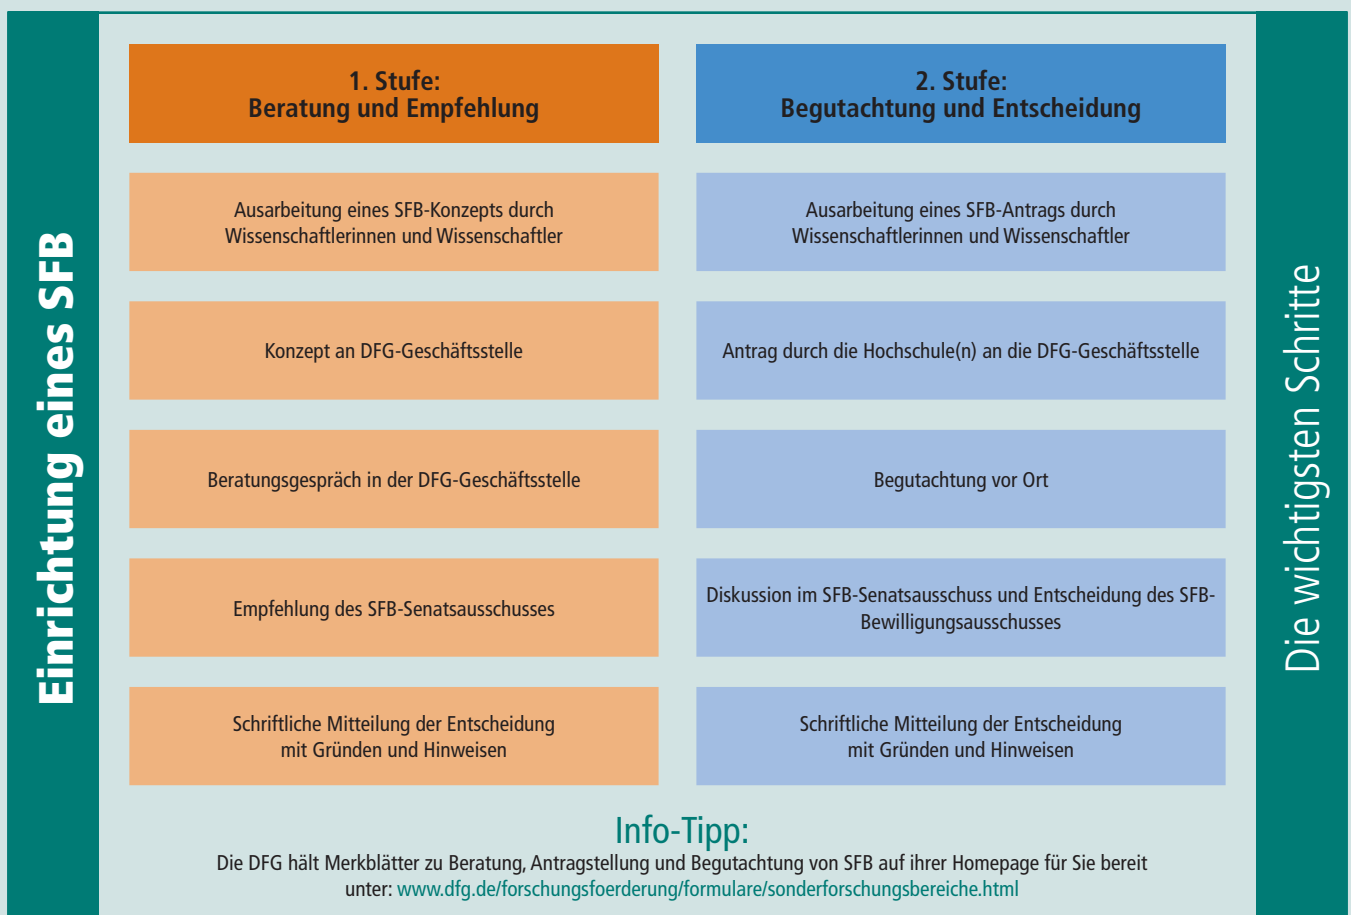 Einrichtung eines SFB
1. Stufe:
Beratung und Empfehlung
Ausarbeitung eines SFB-Konzepts durch
Wissenschaftlerinnen und Wissenschaftler
Konzept an DFG-Geschäftsstelle
Beratungsgespräch in der DFG-Geschäftsstelle
Empfehlung des SFB-Senatsausschusses
Schriftliche Mitteilung der Entscheidung
mit Gründen und Hinweisen
2. Stufe:
Begutachtung und Entscheidung
Ausarbeitung eines SFB-Antrags durch
Wissenschaftlerinnen und Wissenschaftler
Antrag durch die Hochschule(n) an die DFG-Geschäftsstelle
Begutachtung vor Ort
Diskussion im SFB-Senatsausschuss und Entscheidung des SFB-
Bewilligungsausschusses
Schriftliche Mitteilung der Entscheidung
mit Gründen und Hinweisen
Info-Tipp:
Die DFG hält Merkblätter zu Beratung, Antragstellung und Begutachtung von SFB auf ihrer Homepage für Sie bereit
unter: www.dfg.de/forschungsfoerderung/formulare/sonderforschungsbereiche.html
Die wichtigsten Schritte